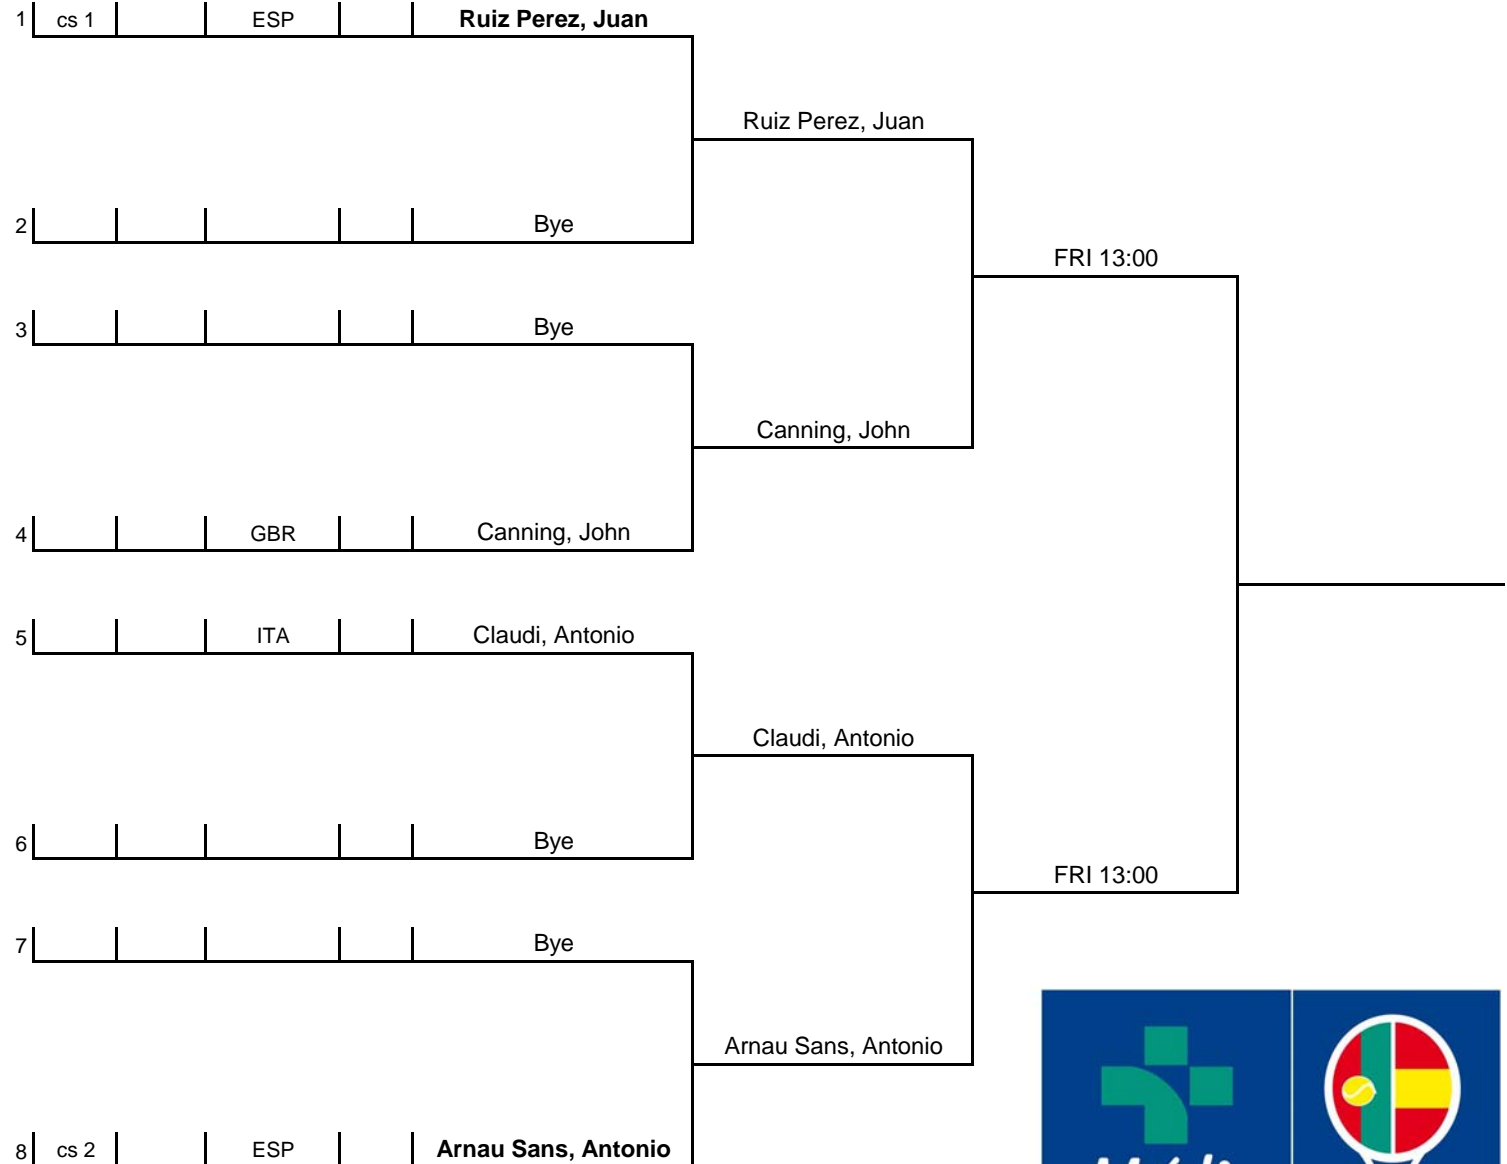 1 cs 1 ESP Ruiz Perez, Juan
Ruiz Perez, Juan
2 Bye
FRI 13:00
3 Bye
Canning, John
4 GBR Canning, John
5 ITA Claudi, Antonio
Claudi, Antonio
6 Bye
FRI 13:00
7 Bye
Arnau Sans, Antonio
8 cs 2 ESP Arnau Sans, Antonio